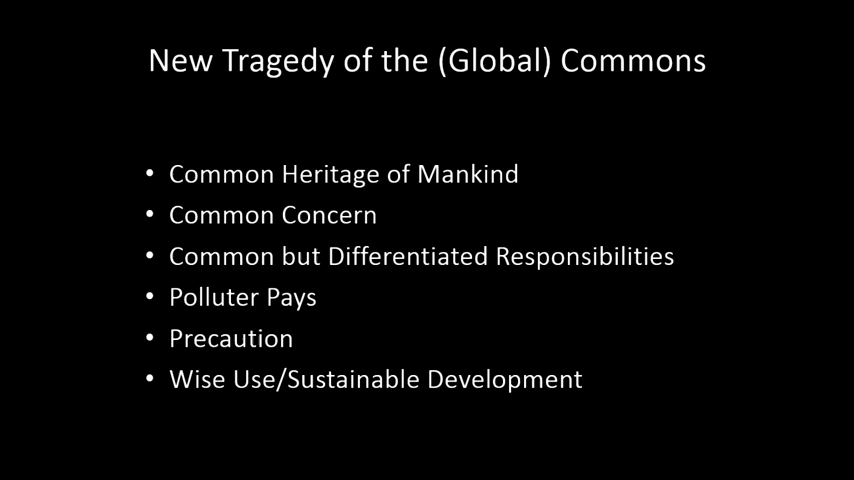 New Tragedy of the (Global) Commons
• Common Heritage of Mankind
• Common Concern
• Common but Differentiated Responsibilities
• Polluter Pays
• Precaution
• Wise Use/Sustainable Development